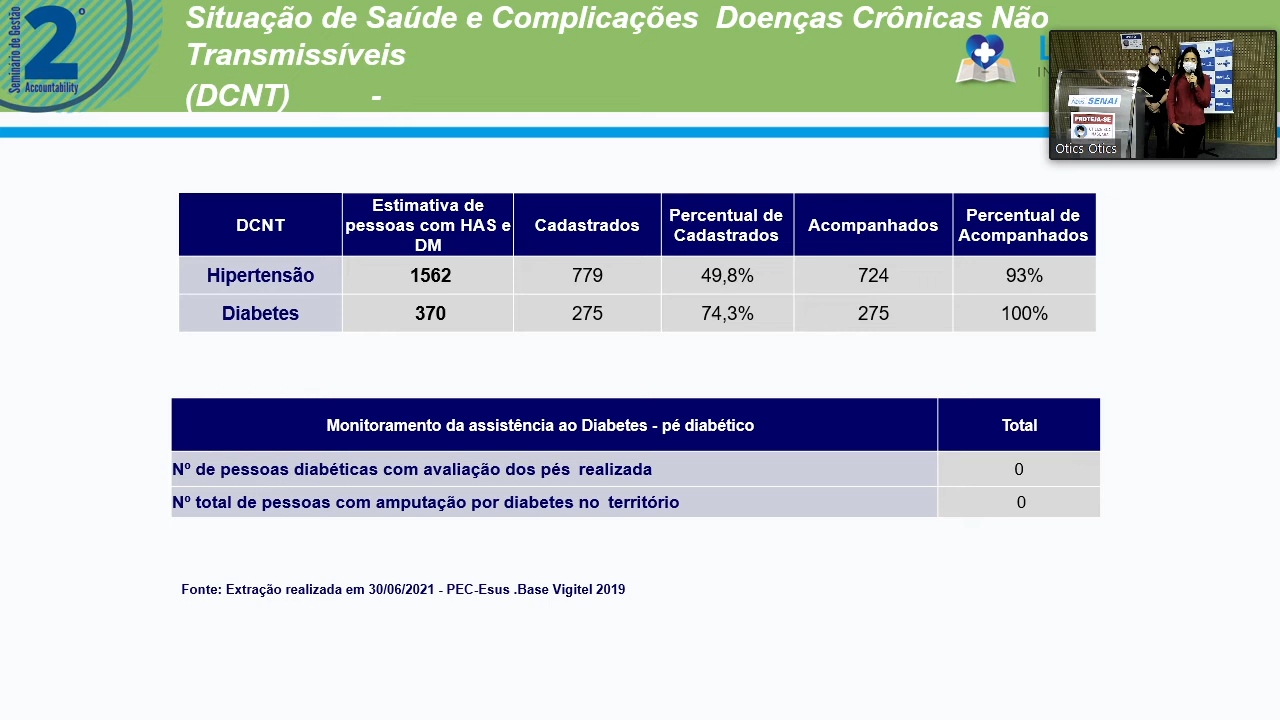 Seminário de Gestão
2º
Accountability
Situação de Saúde e Complicações Doenças Crônicas Não
Transmissíveis
(DCNT) -
SENAI
PROTEJA-SE
Otics Otics
DCNT
Estimativa de
pessoas com HAS e
DM
Cadastrados
Percentual de
Cadastrados
Acompanhados
Percentual de
Acompanhados
Hipertensão 1562 779 49,8% 724 93%
Diabetes 370 275 74,3% 275 100%
Monitoramento da assistência ao Diabetes - pé diabético Total
Nº de pessoas diabéticas com avaliação dos pés realizada 0
Nº total de pessoas com amputação por diabetes no território 0
Fonte: Extração realizada em 30/06/2021 - PEC-Esus .Base Vigitel 2019